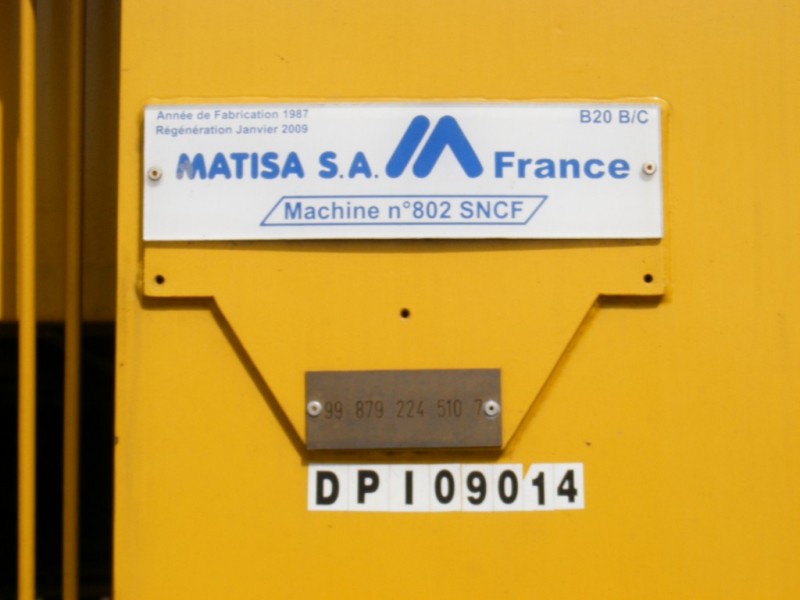 Année de Fabrication 1987 B20 B/C
Régénération Janvier 2009
MATISA S.A. France
Machine n°802 SNCF
99 879 224 510 7
DPI09014